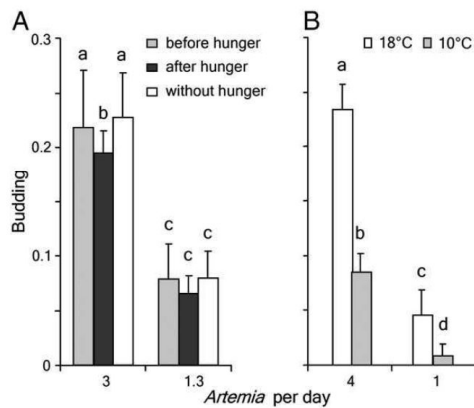 A
before hunger
after hunger
without hunger
B
18°C
10°C
0.3
0.2
0.1
0
Budding
a
b
a
c
c
c
a
b
c
d
3
1.3
4
1
Artemia per day